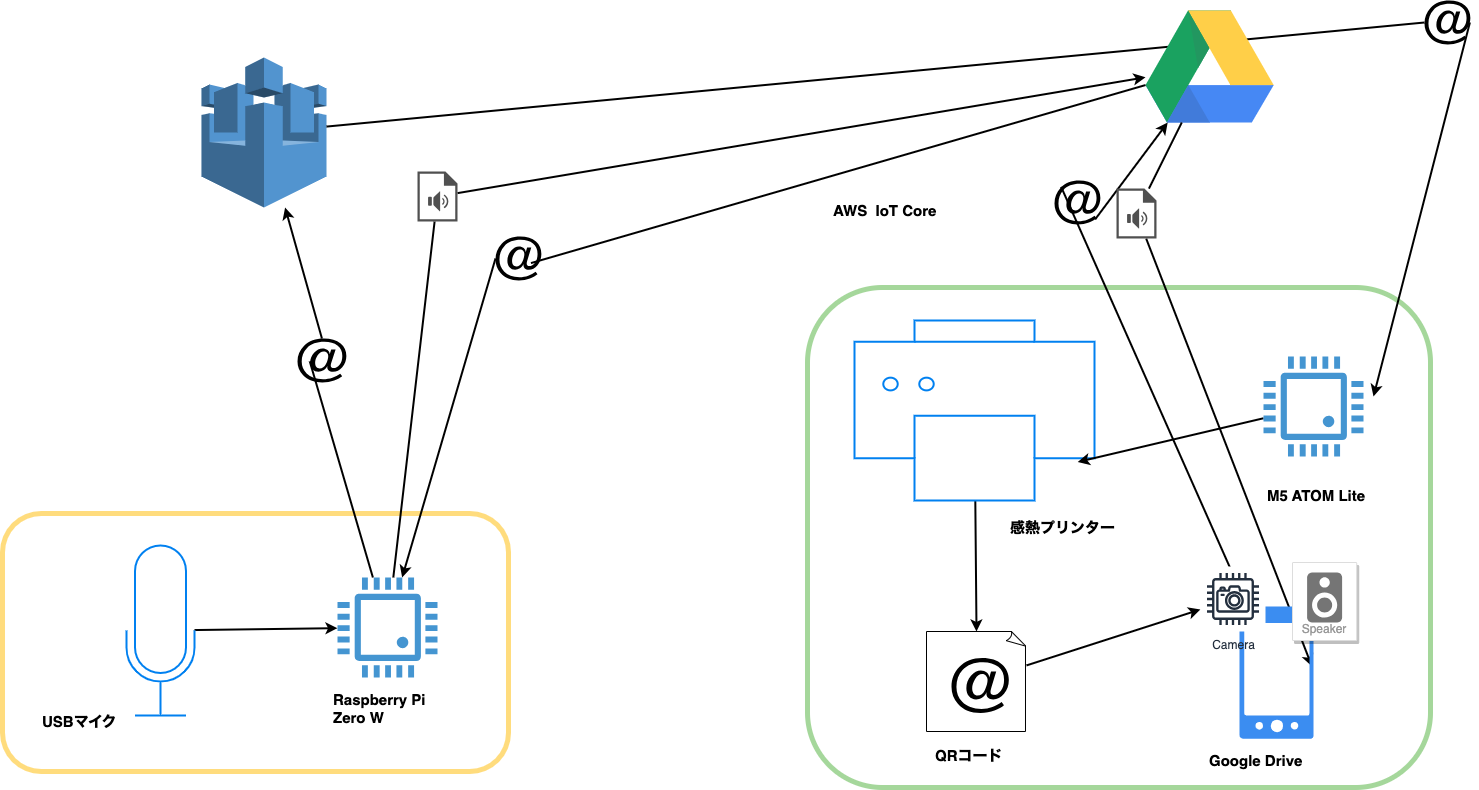 @
@
@
AWS IoT Core
@
M5 ATOM Lite
感熱プリンター
Speaker
Camera
@
Raspberry Pi
Zero W
USBマイク
QRコード
Google Drive